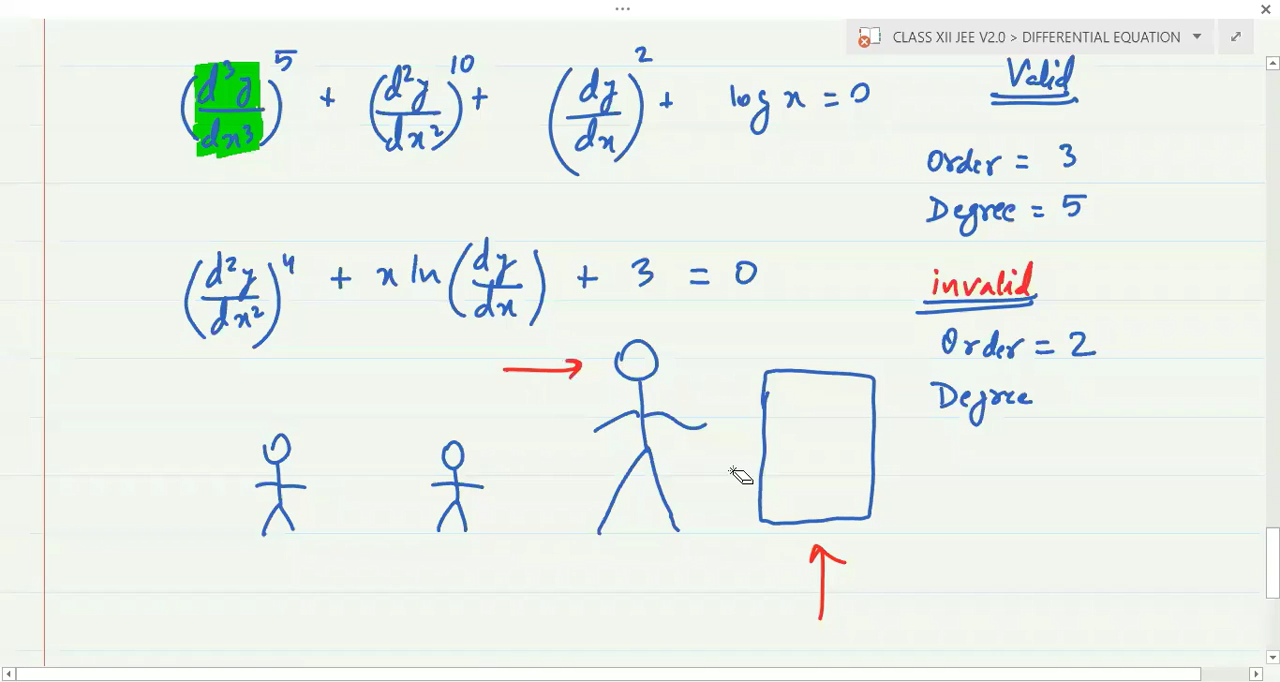 CLASS XII JEE V2.0 > DIFFERENTIAL EQUATION
(d³y/dx³)⁵ + (d²y/dx²)¹⁰ + (dy/dx)² + log x = 0
Valid
Order = 3
Degree = 5
(d²y/dx²)⁴ + x ln(dy/dx) + 3 = 0
invalid
Order = 2
Degree